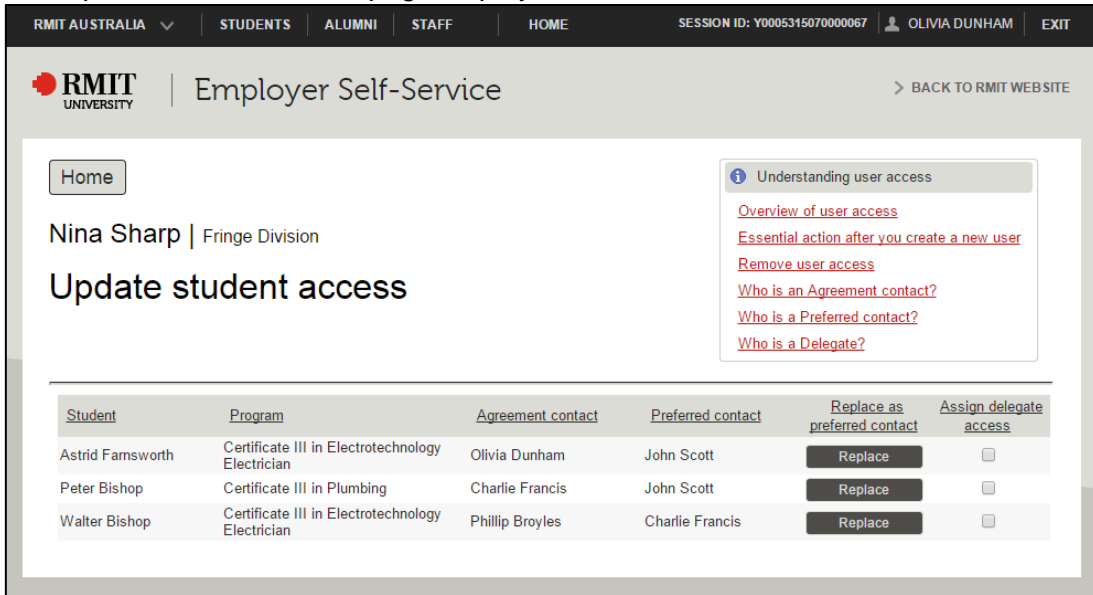 RMIT AUSTRALIA STUDENTS ALUMNI STAFF HOME SESSION ID: Y0005315070000067 OLIVIA DUNHAM EXIT
RMIT UNIVERSITY Employer Self-Service > BACK TO RMIT WEBSITE
Home
Nina Sharp | Fringe Division
Update student access
Understanding user access
Overview of user access
Essential action after you create a new user
Remove user access
Who is an Agreement contact?
Who is a Preferred contact?
Who is a Delegate?
Student Program Agreement contact Preferred contact Replace as preferred contact Assign delegate access
Astrid Farnsworth Certificate III in Electrotechnology Electrician Olivia Dunham John Scott Replace
Peter Bishop Certificate III in Plumbing Charlie Francis John Scott Replace
Walter Bishop Certificate III in Electrotechnology Electrician Phillip Broyles Charlie Francis Replace